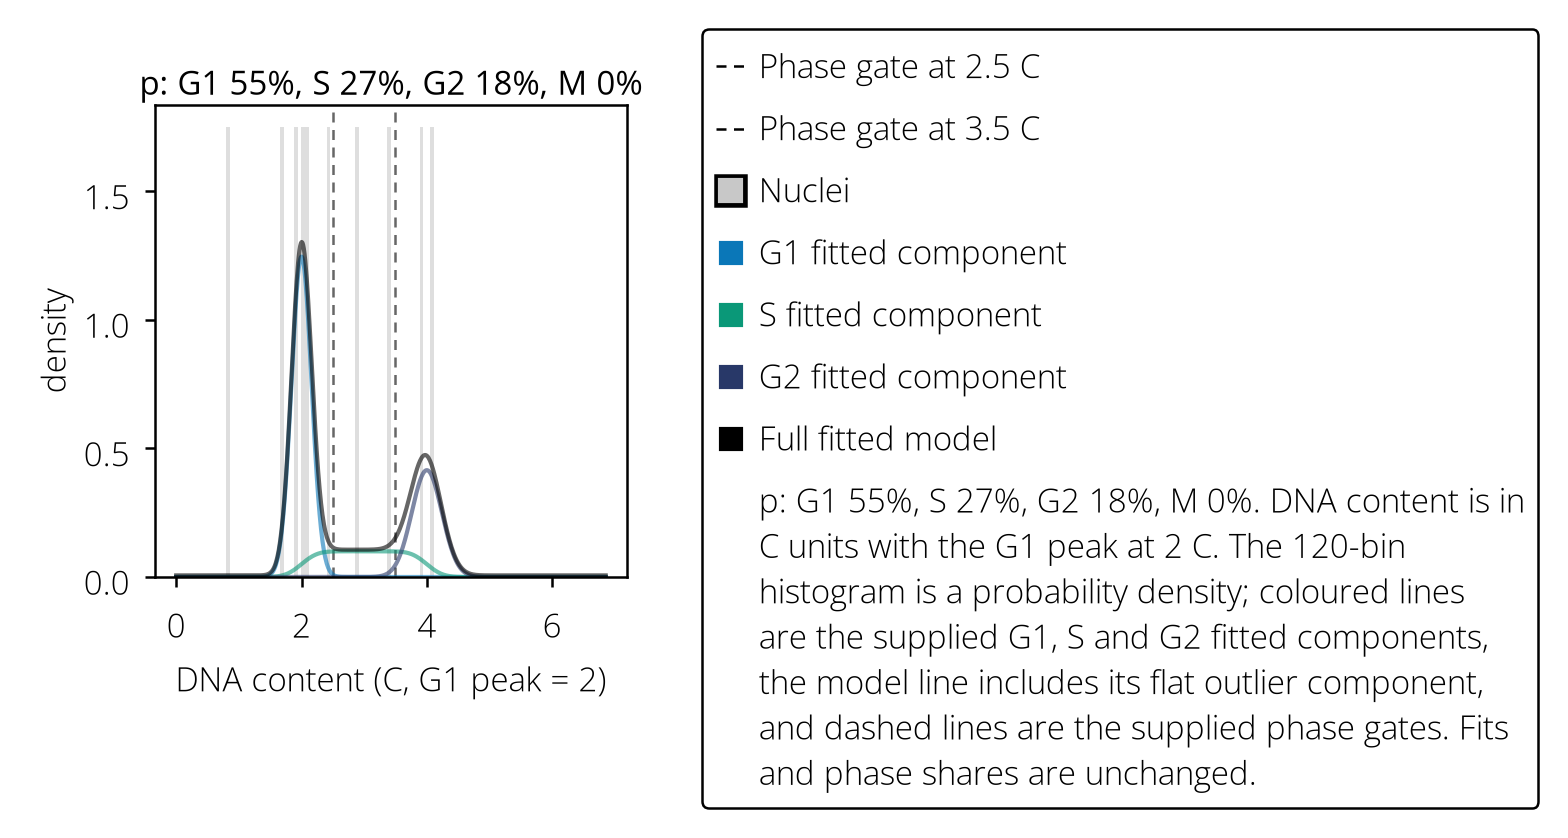 p: G1 55%, S 27%, G2 18%, M 0%
1.5
1.0
0.5
0.0
density
0 2 4 6
DNA content (C, G1 peak = 2)
Phase gate at 2.5 C
Phase gate at 3.5 C
Nuclei
G1 fitted component
S fitted component
G2 fitted component
Full fitted model
p: G1 55%, S 27%, G2 18%, M 0%. DNA content is in
C units with the G1 peak at 2 C. The 120-bin
histogram is a probability density; coloured lines
are the supplied G1, S and G2 fitted components,
the model line includes its flat outlier component,
and dashed lines are the supplied phase gates. Fits
and phase shares are unchanged.